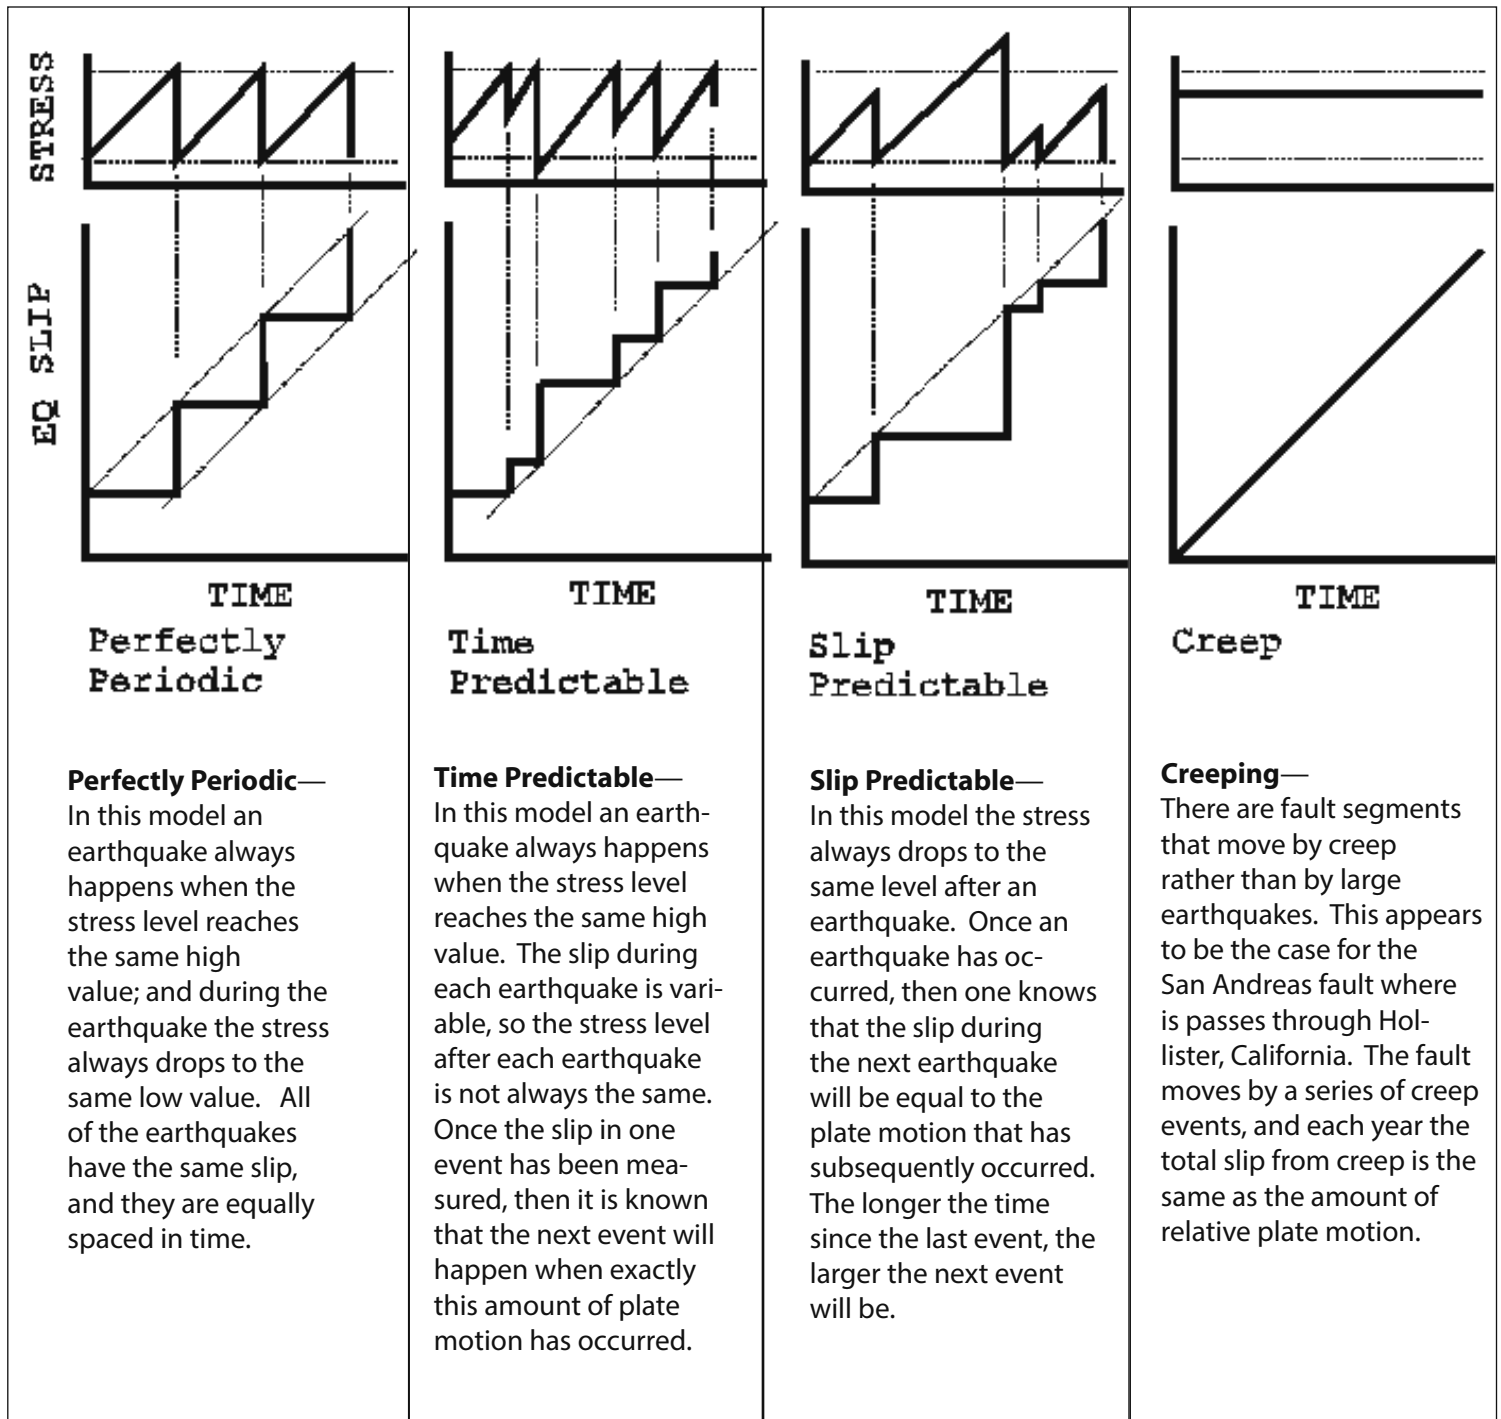 STRESS
EQ SLIP
TIME
Perfectly
Periodic
TIME
Time
Predictable
TIME
Slip
Predictable
TIME
Creep
Perfectly Periodic—
In this model an
earthquake always
happens when the
stress level reaches
the same high
value; and during the
earthquake the stress
always drops to the
same low value.   All
of the earthquakes
have the same slip,
and they are equally
spaced in time.
Time Predictable—
In this model an earth-
quake always happens
when the stress level
reaches the same high
value.  The slip during
each earthquake is vari-
able, so the stress level
after each earthquake
is not always the same.
Once the slip in one
event has been mea-
sured, then it is known
that the next event will
happen when exactly
this amount of plate
motion has occurred.
Slip Predictable—
In this model the stress
always drops to the
same level after an
earthquake.  Once an
earthquake has oc-
curred, then one knows
that the slip during
the next earthquake
will be equal to the
plate motion that has
subsequently occurred.
The longer the time
since the last event, the
larger the next event
will be.
Creeping—
There are fault segments
that move by creep
rather than by large
earthquakes.  This appears
to be the case for the
San Andreas fault where
is passes through Hol-
lister, California.  The fault
moves by a series of creep
events, and each year the
total slip from creep is the
same as the amount of
relative plate motion.